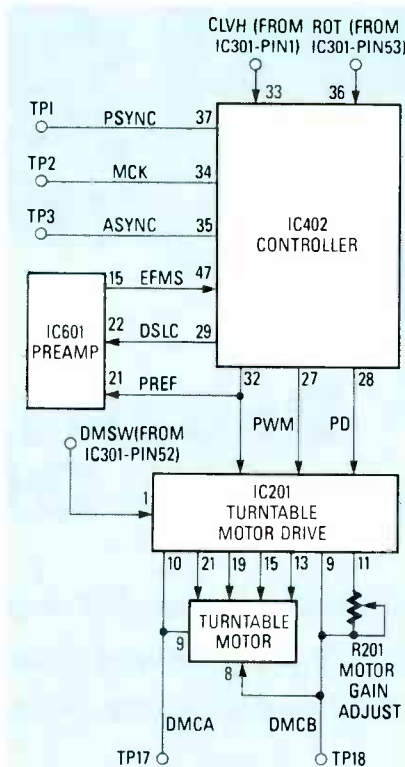 CLVH (FROM ROT (FROM
IC301-PIN1) IC301-PIN53)
33 36
TP1 PSYNC 37
TP2 MCK 34
TP3 ASYNC 35
IC402
CONTROLLER
15 EFMS 47
22 DSLC 29
IC601
PREAMP
21 PREF
32 27 28
PWM PD
DMSW(FROM
IC301-PIN52)
1
IC201
TURNTABLE
MOTOR DRIVE
10 21 19 15 13 9 11
TURNTABLE
MOTOR
9
8
R201
MOTOR
GAIN
ADJUST
DMCA DMCB
TP17 TP18